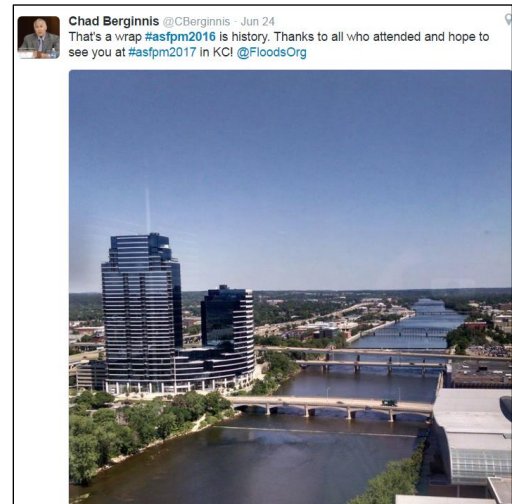 Chad Berginnis @CBerginnis · Jun 24
That's a wrap #asfpm2016 is history. Thanks to all who attended and hope to
see you at #asfpm2017 in KC! @FloodsOrg